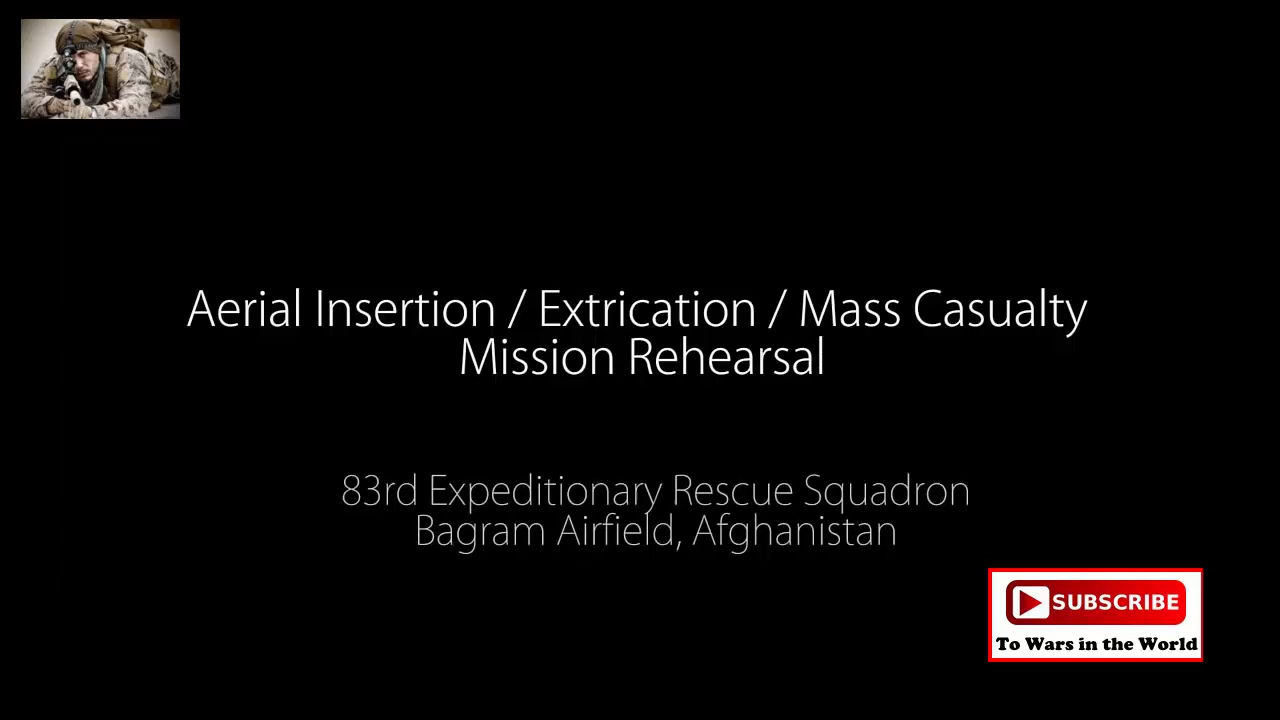 Aerial Insertion / Extrication / Mass Casualty
Mission Rehearsal
83rd Expeditionary Rescue Squadron
Bagram Airfield, Afghanistan
SUBSCRIBE
To Wars in the World